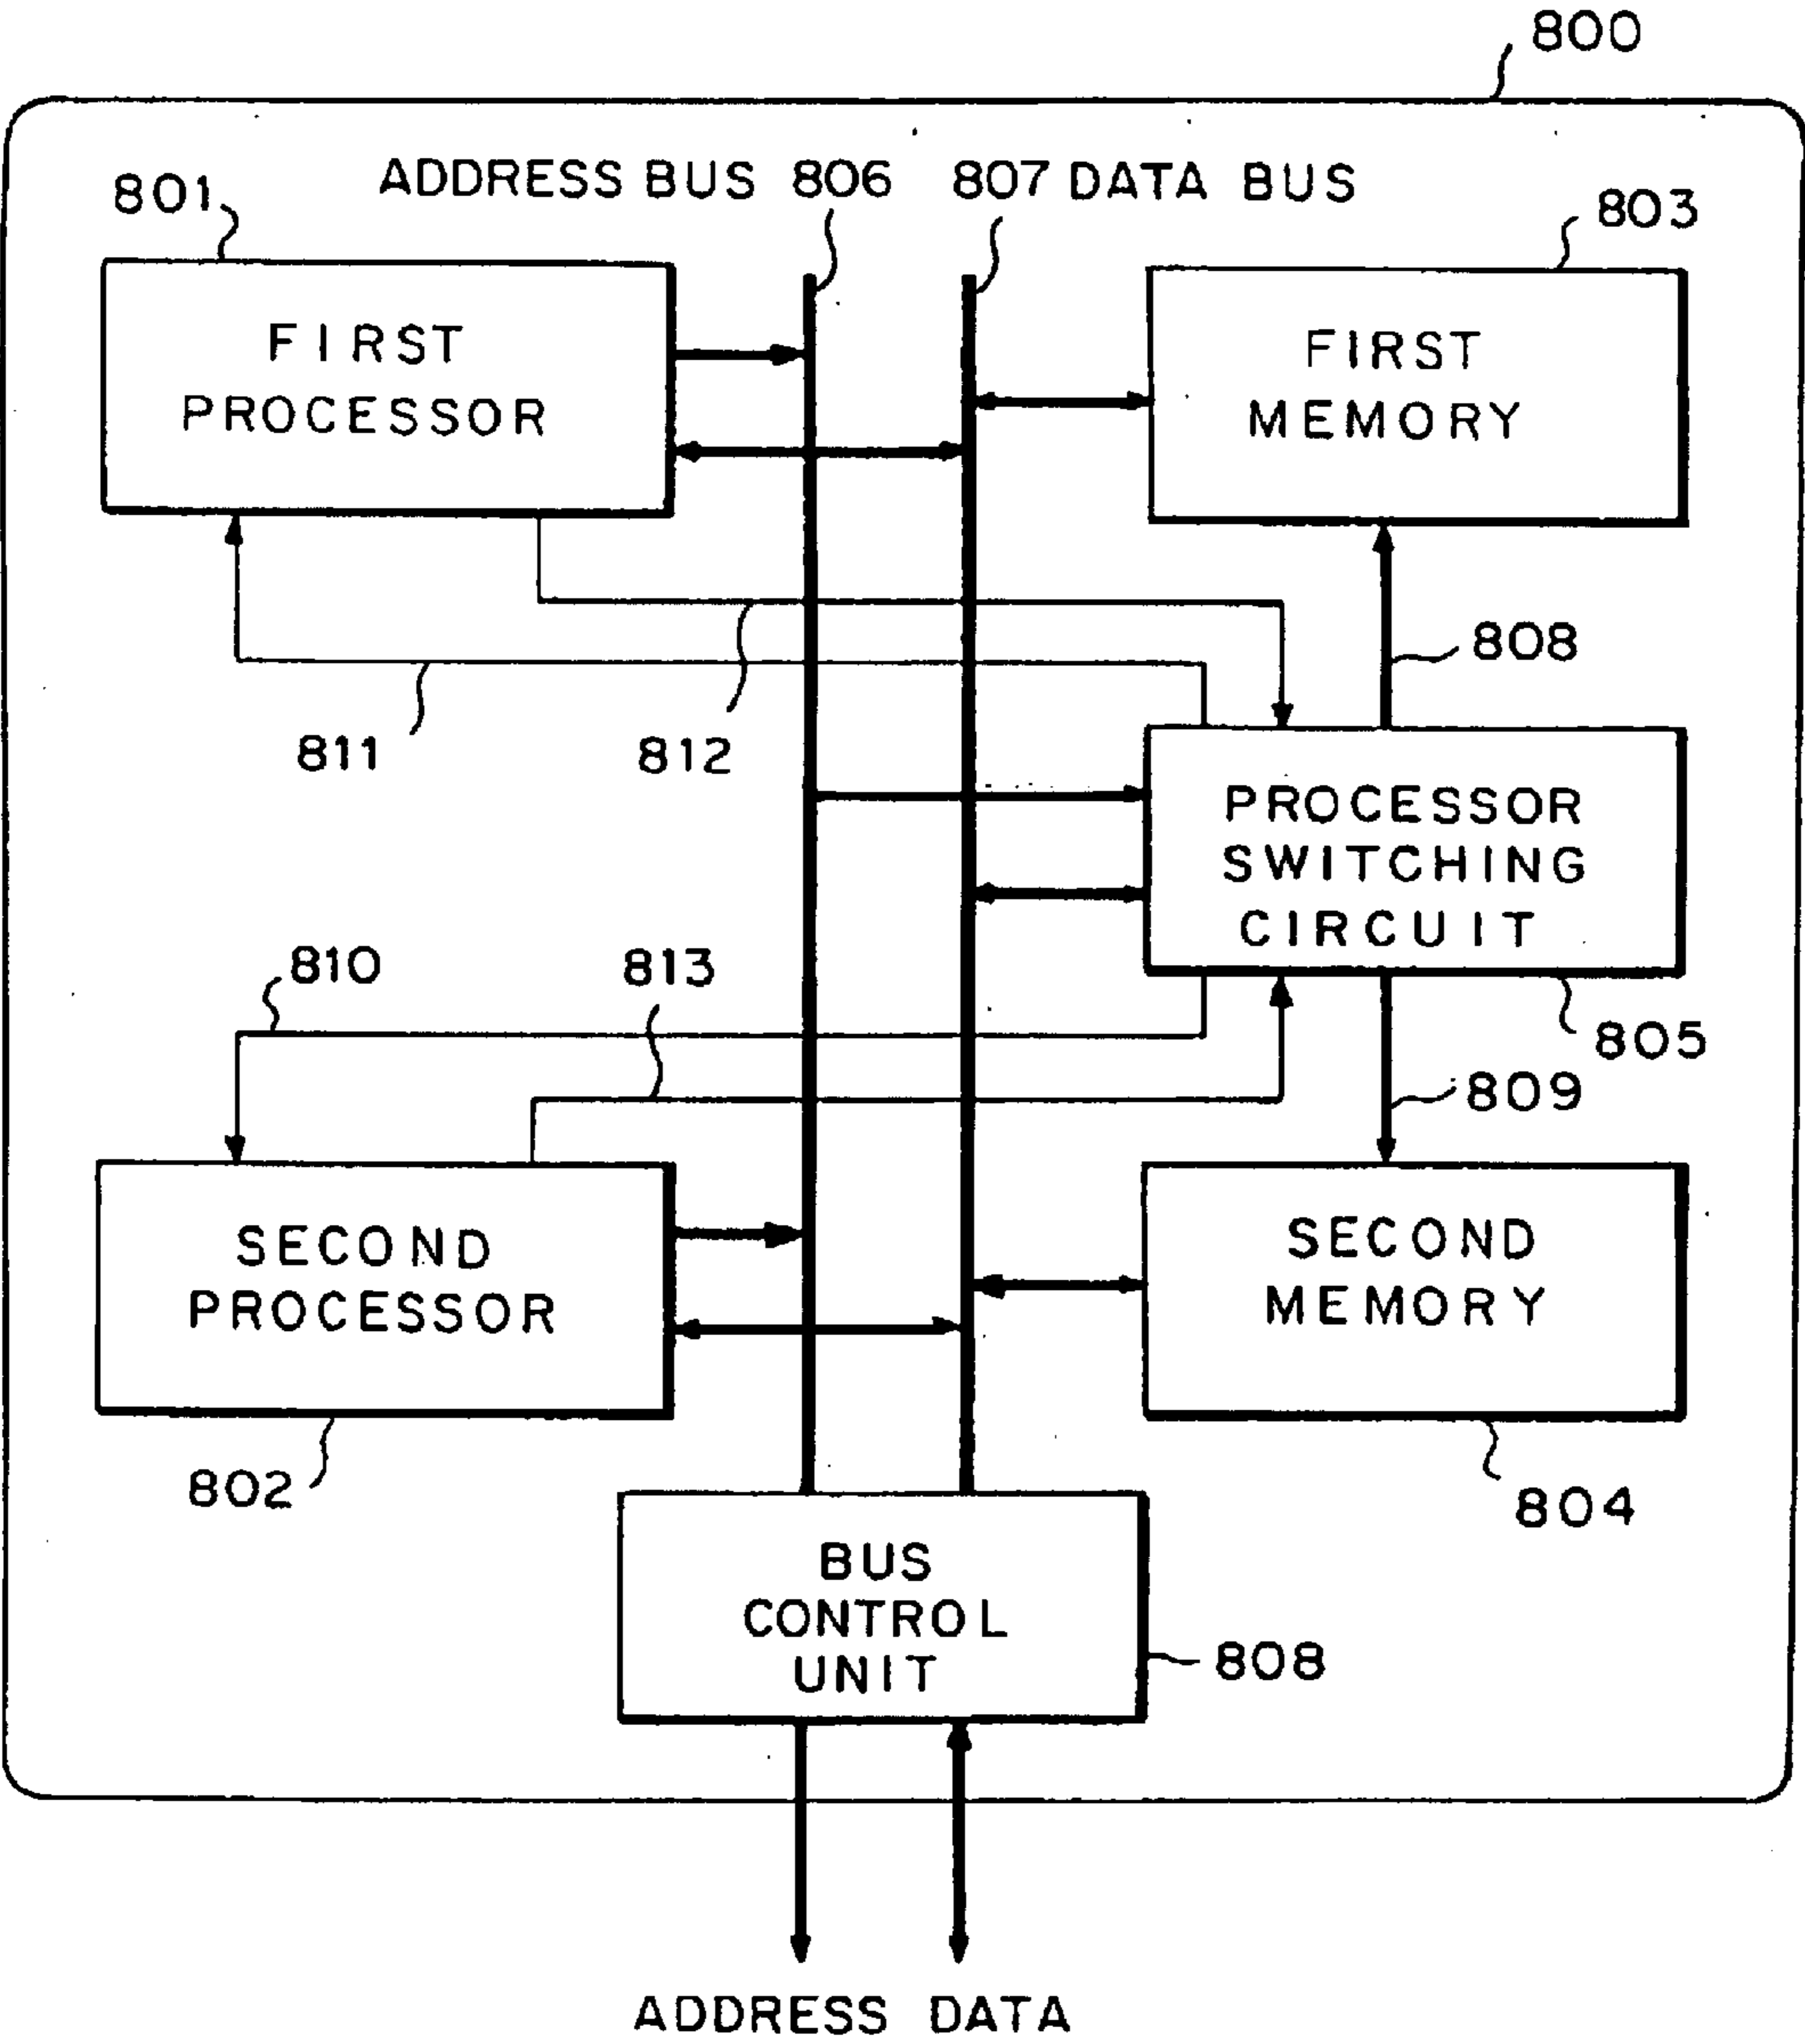 800
ADDRESS BUS 806 807 DATA BUS
801
803
FIRST
PROCESSOR
FIRST
MEMORY
808
811
812
PROCESSOR
SWITCHING
CIRCUIT
810
813
805
809
SECOND
PROCESSOR
SECOND
MEMORY
802
804
BUS
CONTROL
UNIT
808
ADDRESS DATA